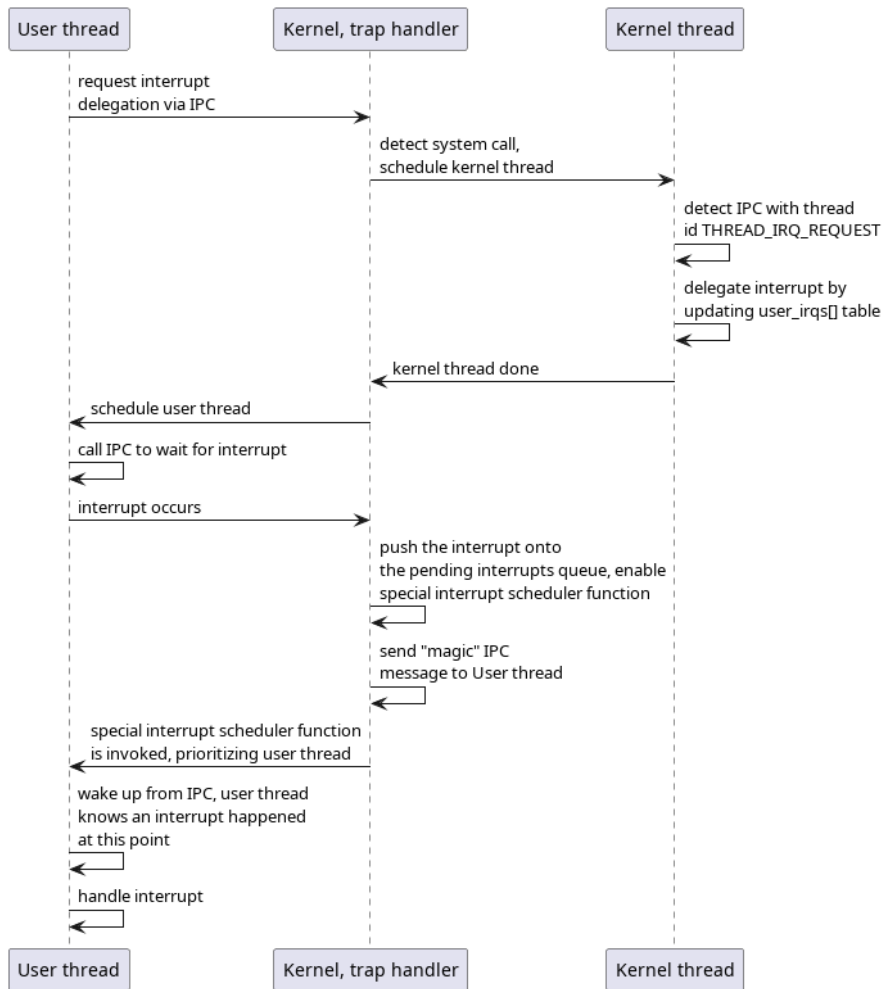 User thread
Kernel, trap handler
Kernel thread
request interrupt
delegation via IPC
detect system call,
schedule kernel thread
detect IPC with thread
id THREAD_IRQ_REQUEST
delegate interrupt by
updating user_irqs[] table
kernel thread done
schedule user thread
call IPC to wait for interrupt
interrupt occurs
push the interrupt onto
the pending interrupts queue, enable
special interrupt scheduler function
send "magic" IPC
message to User thread
special interrupt scheduler function
is invoked, prioritizing user thread
wake up from IPC, user thread
knows an interrupt happened
at this point
handle interrupt
User thread
Kernel, trap handler
Kernel thread